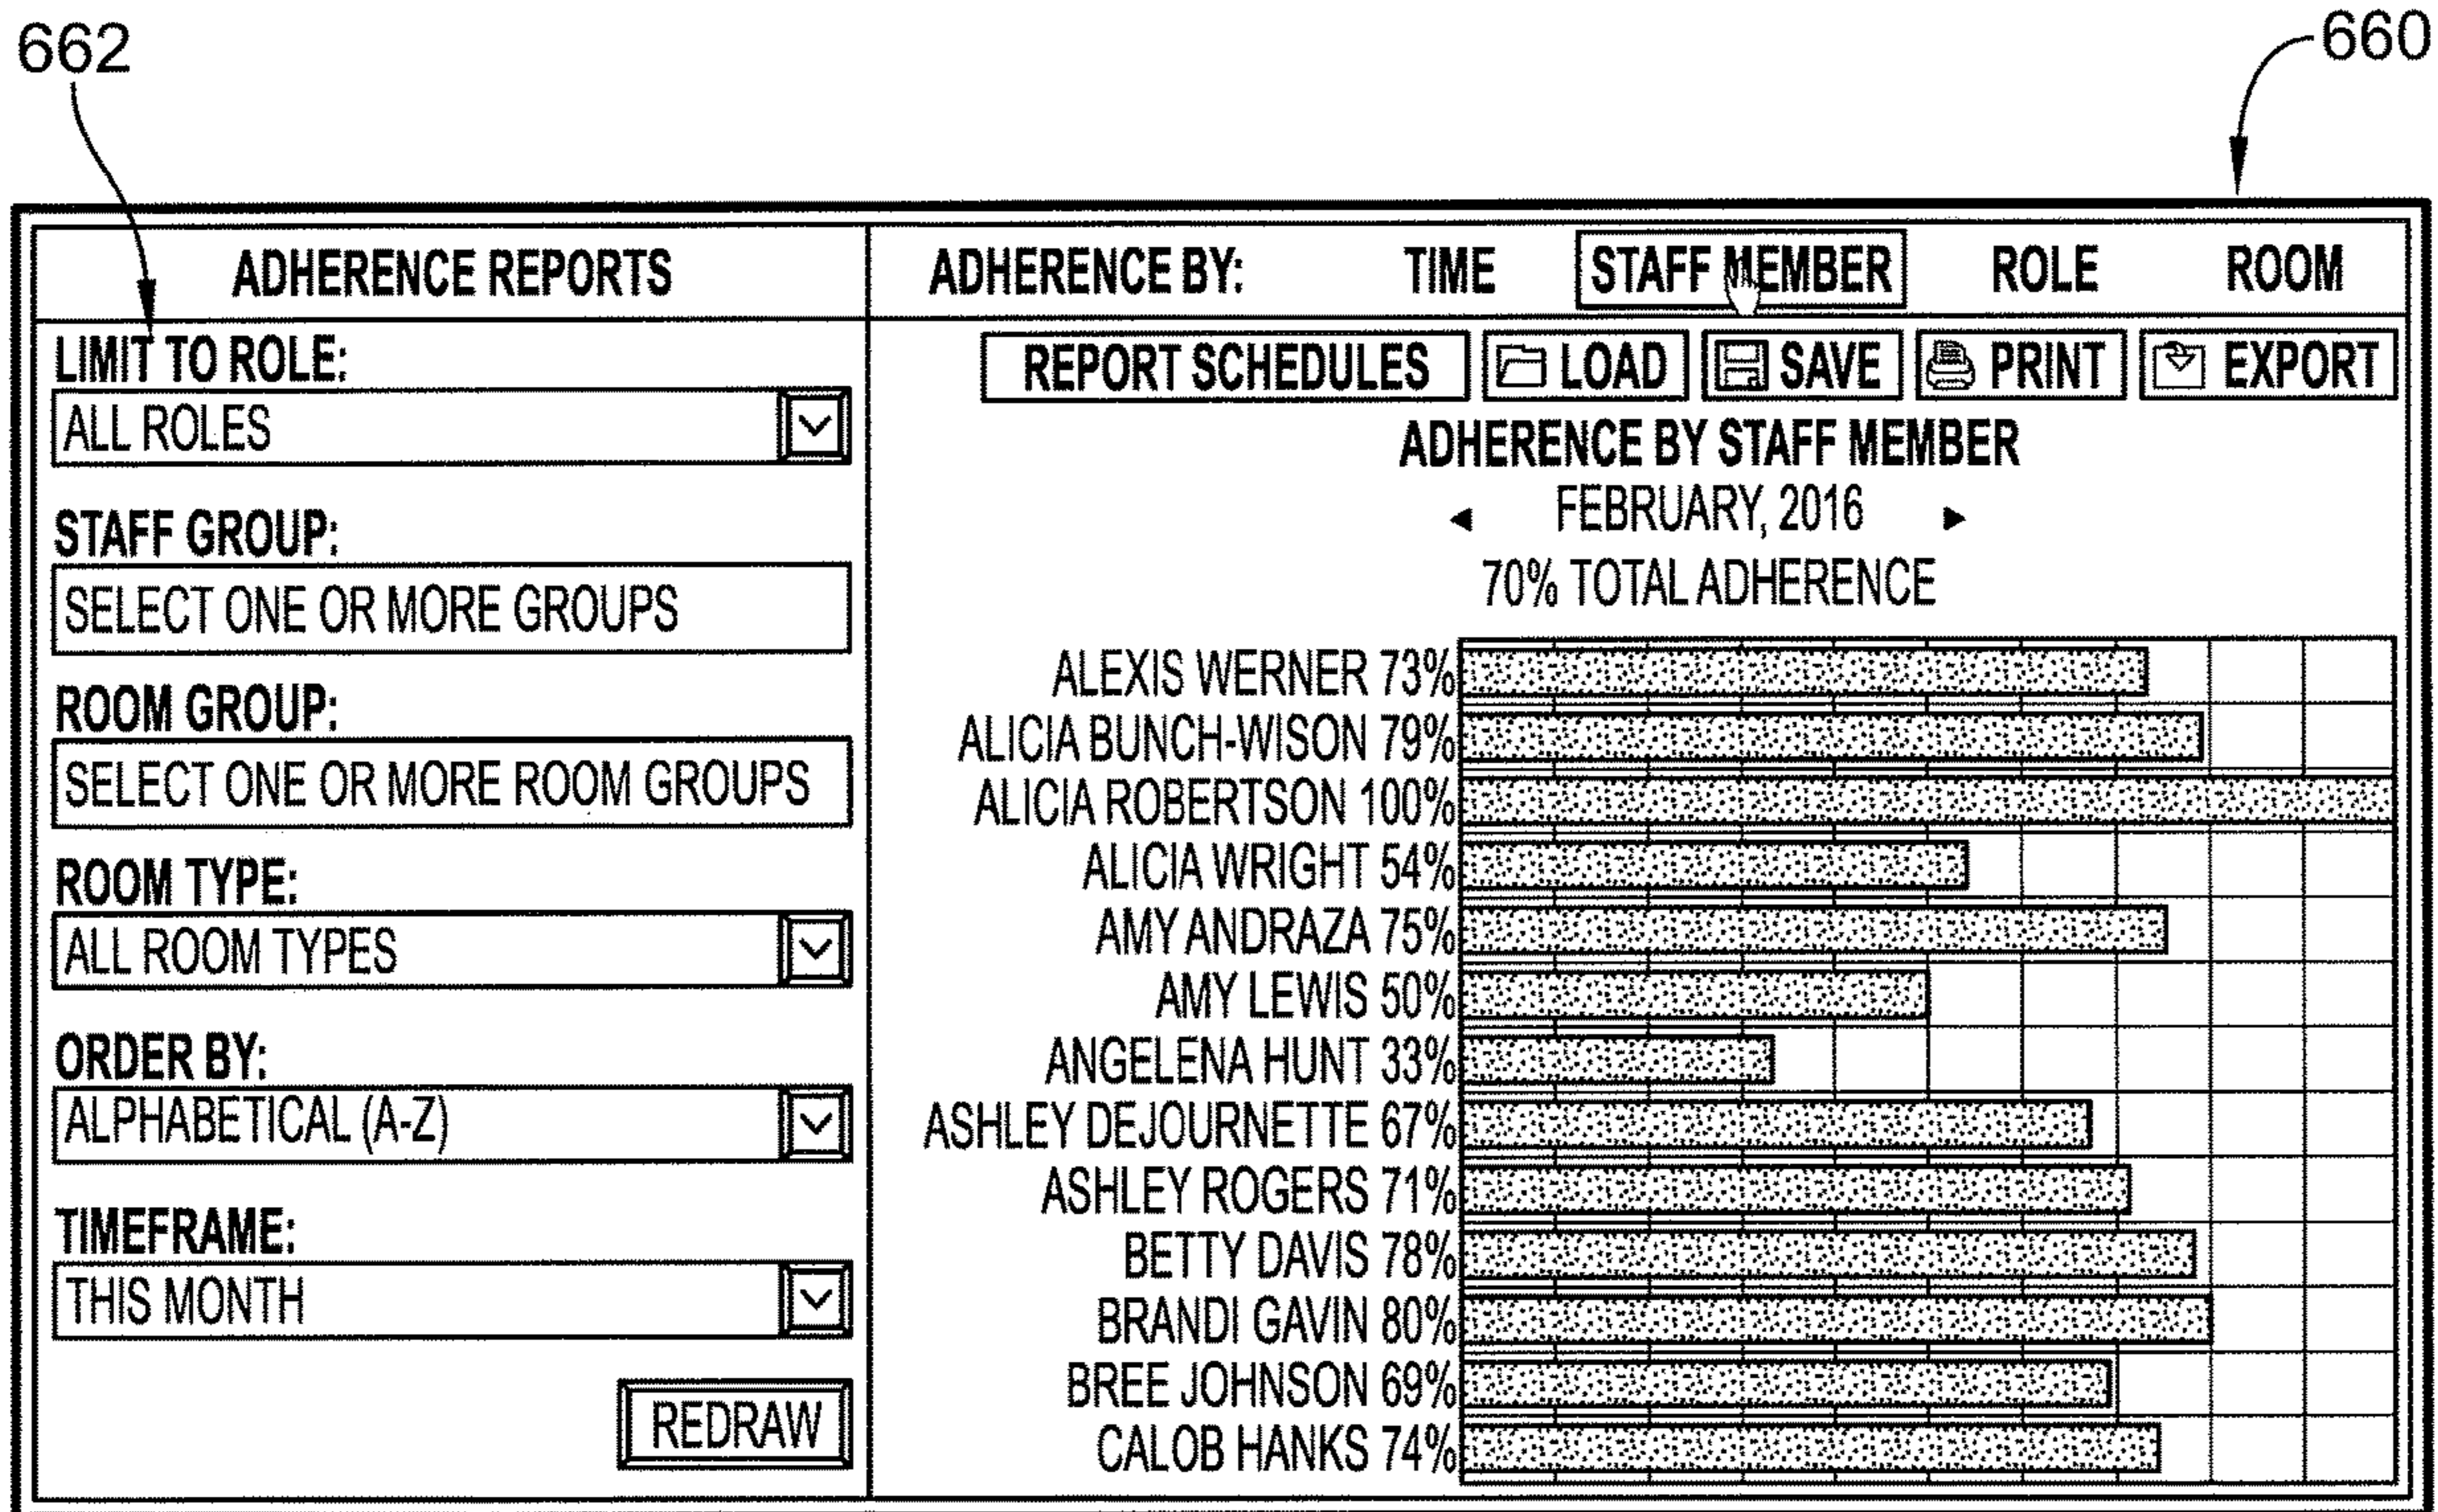 662
660
ADHERENCE REPORTS
ADHERENCE BY: TIME STAFF MEMBER ROLE ROOM
LIMIT TO ROLE:
ALL ROLES
STAFF GROUP:
SELECT ONE OR MORE GROUPS
ROOM GROUP:
SELECT ONE OR MORE ROOM GROUPS
ROOM TYPE:
ALL ROOM TYPES
ORDER BY:
ALPHABETICAL (A-Z)
TIMEFRAME:
THIS MONTH
REDRAW
REPORT SCHEDULES LOAD SAVE PRINT EXPORT
ADHERENCE BY STAFF MEMBER
FEBRUARY, 2016
70% TOTAL ADHERENCE
ALEXIS WERNER 73%
ALICIA BUNCH-WISON 79%
ALICIA ROBERTSON 100%
ALICIA WRIGHT 54%
AMY ANDRAZA 75%
AMY LEWIS 50%
ANGELENA HUNT 33%
ASHLEY DEJOURNETTE 67%
ASHLEY ROGERS 71%
BETTY DAVIS 78%
BRANDI GAVIN 80%
BREE JOHNSON 69%
CALOB HANKS 74%